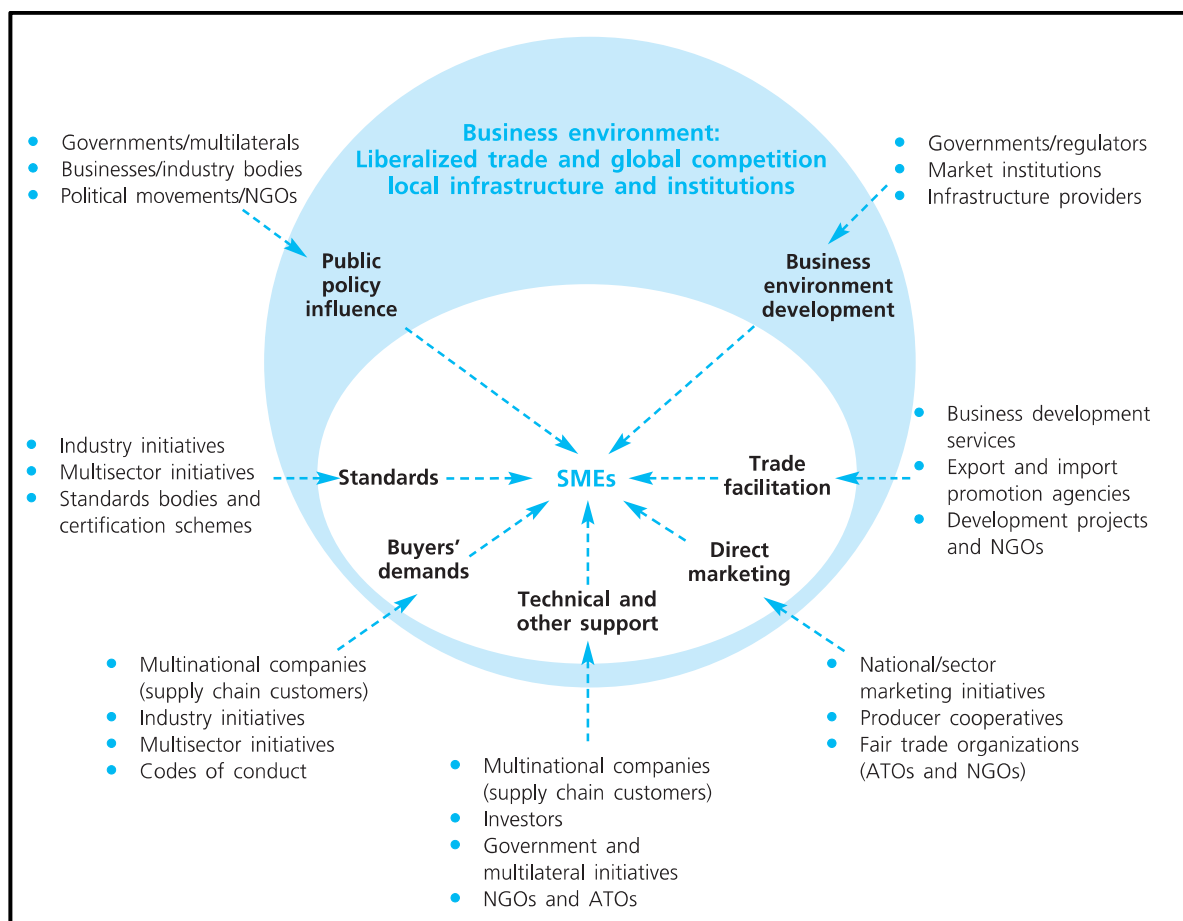 Business environment:
Liberalized trade and global competition
local infrastructure and institutions
• Governments/multilaterals
• Businesses/industry bodies
• Political movements/NGOs
• Governments/regulators
• Market institutions
• Infrastructure providers
Public
policy
influence
Business
environment
development
• Industry initiatives
• Multisector initiatives
• Standards bodies and
certification schemes
Standards
SMEs
Trade
facilitation
• Business development
services
• Export and import
promotion agencies
• Development projects
and NGOs
Buyers'
demands
Technical and
other support
Direct
marketing
• Multinational companies
(supply chain customers)
• Industry initiatives
• Multisector initiatives
• Codes of conduct
• Multinational companies
(supply chain customers)
• Investors
• Government and
multilateral initiatives
• NGOs and ATOs
• National/sector
marketing initiatives
• Producer cooperatives
• Fair trade organizations
(ATOs and NGOs)